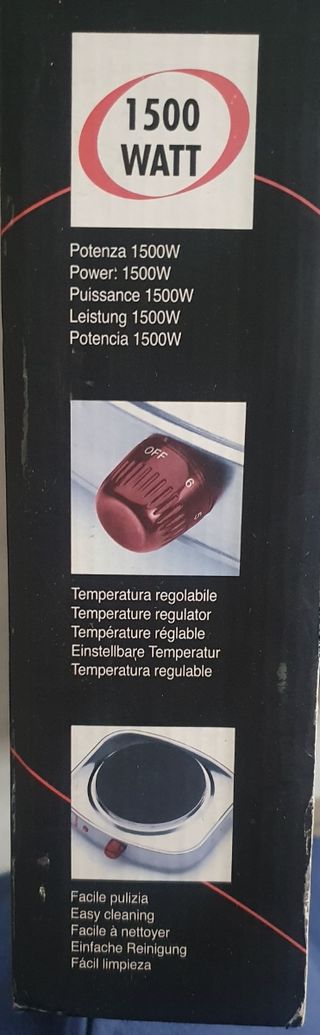 1500
WATT
Potenza 1500W
Power: 1500W
Puissance 1500W
Leistung 1500W
Potencia 1500W
OFF
6
5
Temperatura regolabile
Temperature regulator
Température réglable
Einstellbare Temperatur
Temperatura regulable
Facile pulizia
Easy cleaning
Facile à nettoyer
Einfache Reinigung
Fácil limpieza